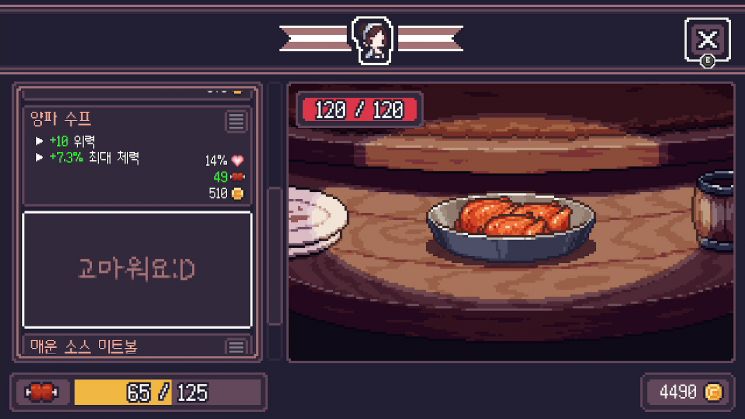 E
120 / 120
양파 수프
+10 위력
+7.3% 최대 체력
14%
49
510
고마워요:D
매운 소스 미트볼
65 / 125
4490